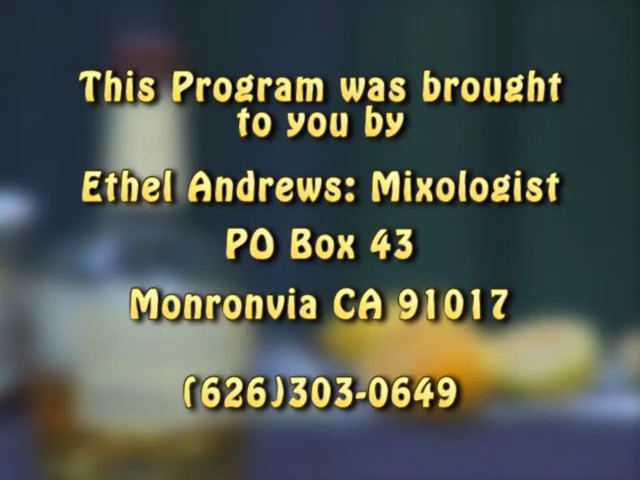 This Program was brought
to you by
Ethel Andrews: Mixologist
PO Box 43
Monronvia CA 91017
(626)303-0649